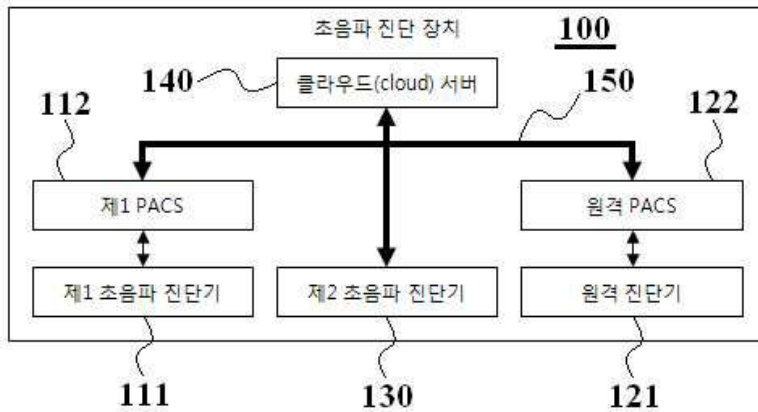 초음파 진단 장치 100
140 클라우드(cloud) 서버
112 150 122
제1 PACS 원격 PACS
제1 초음파 진단기 제2 초음파 진단기 원격 진단기
111 130 121